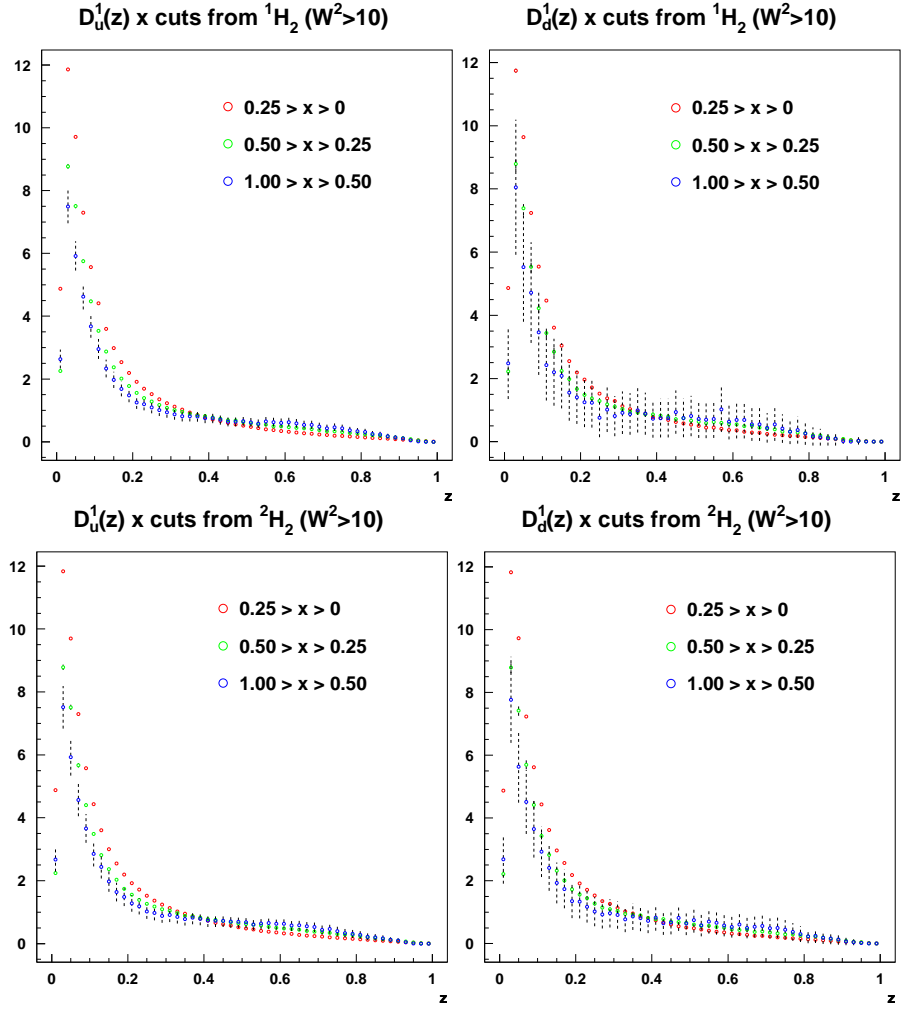 D_u^1(z) x cuts from ^1H_2 (W^2>10)
12
10
8
6
4
2
0
0.25 > x > 0
0.50 > x > 0.25
1.00 > x > 0.50
0 0.2 0.4 0.6 0.8 1
z
D_d^1(z) x cuts from ^1H_2 (W^2>10)
12
10
8
6
4
2
0
0.25 > x > 0
0.50 > x > 0.25
1.00 > x > 0.50
0 0.2 0.4 0.6 0.8 1
z
D_u^1(z) x cuts from ^2H_2 (W^2>10)
12
10
8
6
4
2
0
0.25 > x > 0
0.50 > x > 0.25
1.00 > x > 0.50
0 0.2 0.4 0.6 0.8 1
z
D_d^1(z) x cuts from ^2H_2 (W^2>10)
12
10
8
6
4
2
0
0.25 > x > 0
0.50 > x > 0.25
1.00 > x > 0.50
0 0.2 0.4 0.6 0.8 1
z